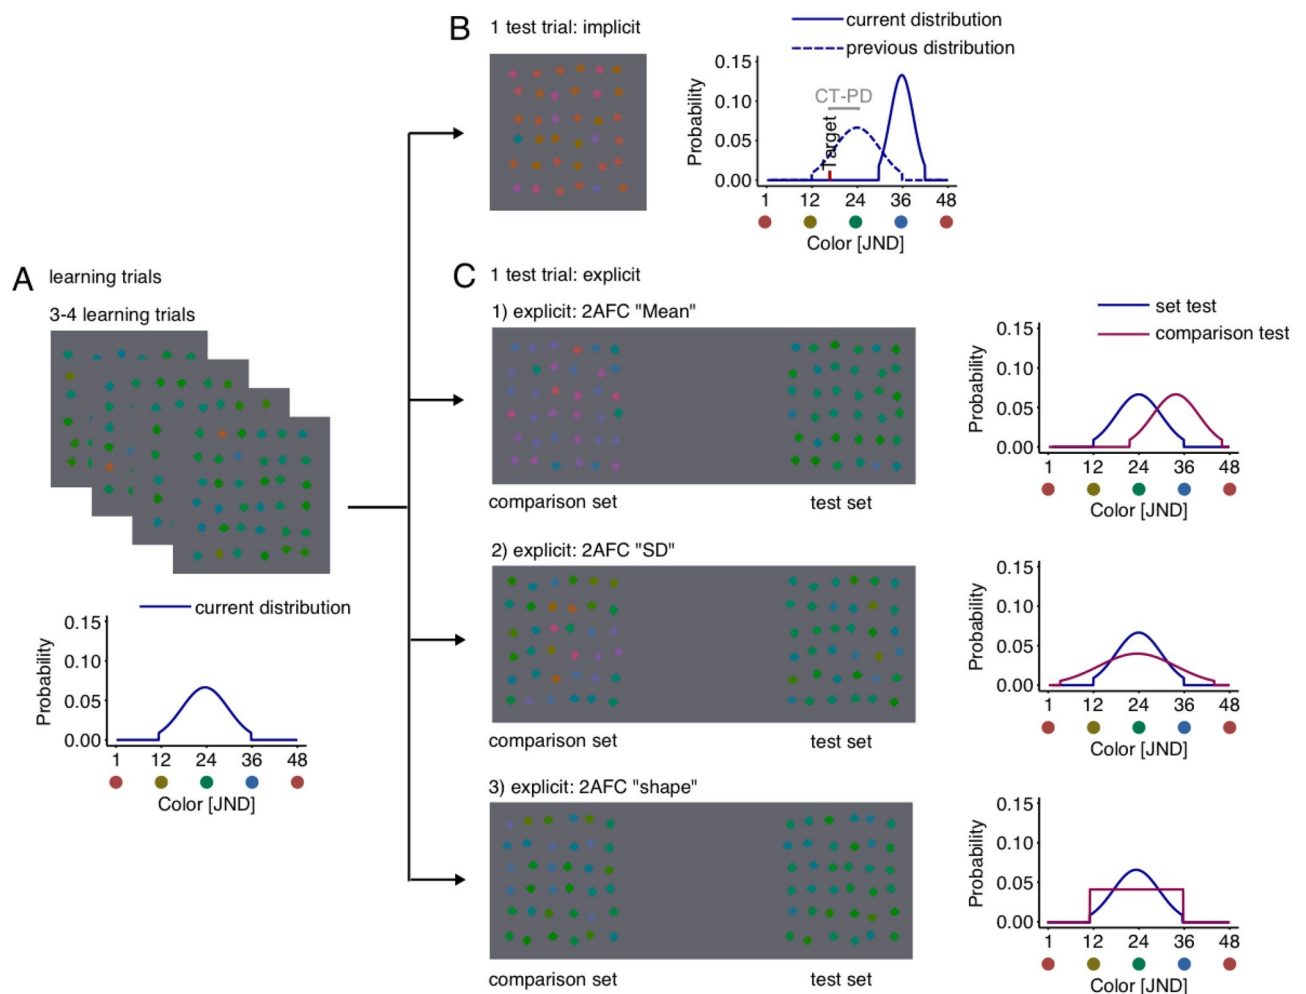 B 1 test trial: implicit
current distribution
previous distribution
Probability
0.15
0.10
0.05
0.00
CT-PD
Target
1 12 24 36 48
Color [JND]
A learning trials
3-4 learning trials
current distribution
Probability
0.15
0.10
0.05
0.00
1 12 24 36 48
Color [JND]
C 1 test trial: explicit
1) explicit: 2AFC "Mean"
comparison set test set
set test
comparison test
Probability
0.15
0.10
0.05
0.00
1 12 24 36 48
Color [JND]
2) explicit: 2AFC "SD"
comparison set test set
Probability
0.15
0.10
0.05
0.00
1 12 24 36 48
Color [JND]
3) explicit: 2AFC "shape"
comparison set test set
Probability
0.15
0.10
0.05
0.00
1 12 24 36 48
Color [JND]